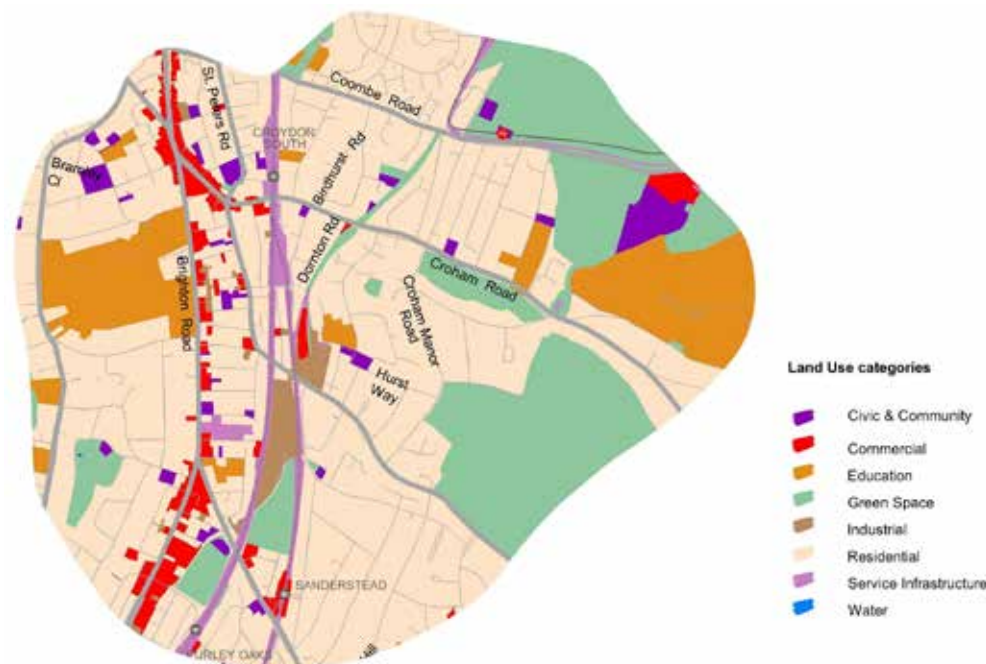 Coombe Road
St. Peters Rd
CROYDON
SOUTH
Birdhurst Rd
Dornton Rd
Croham Road
Croham Manor
Road
Brighton Road
Hurst
Way
SANDERSTEAD
Land Use categories
Civic & Community
Commercial
Education
Green Space
Industrial
Residential
Service Infrastructure
Water